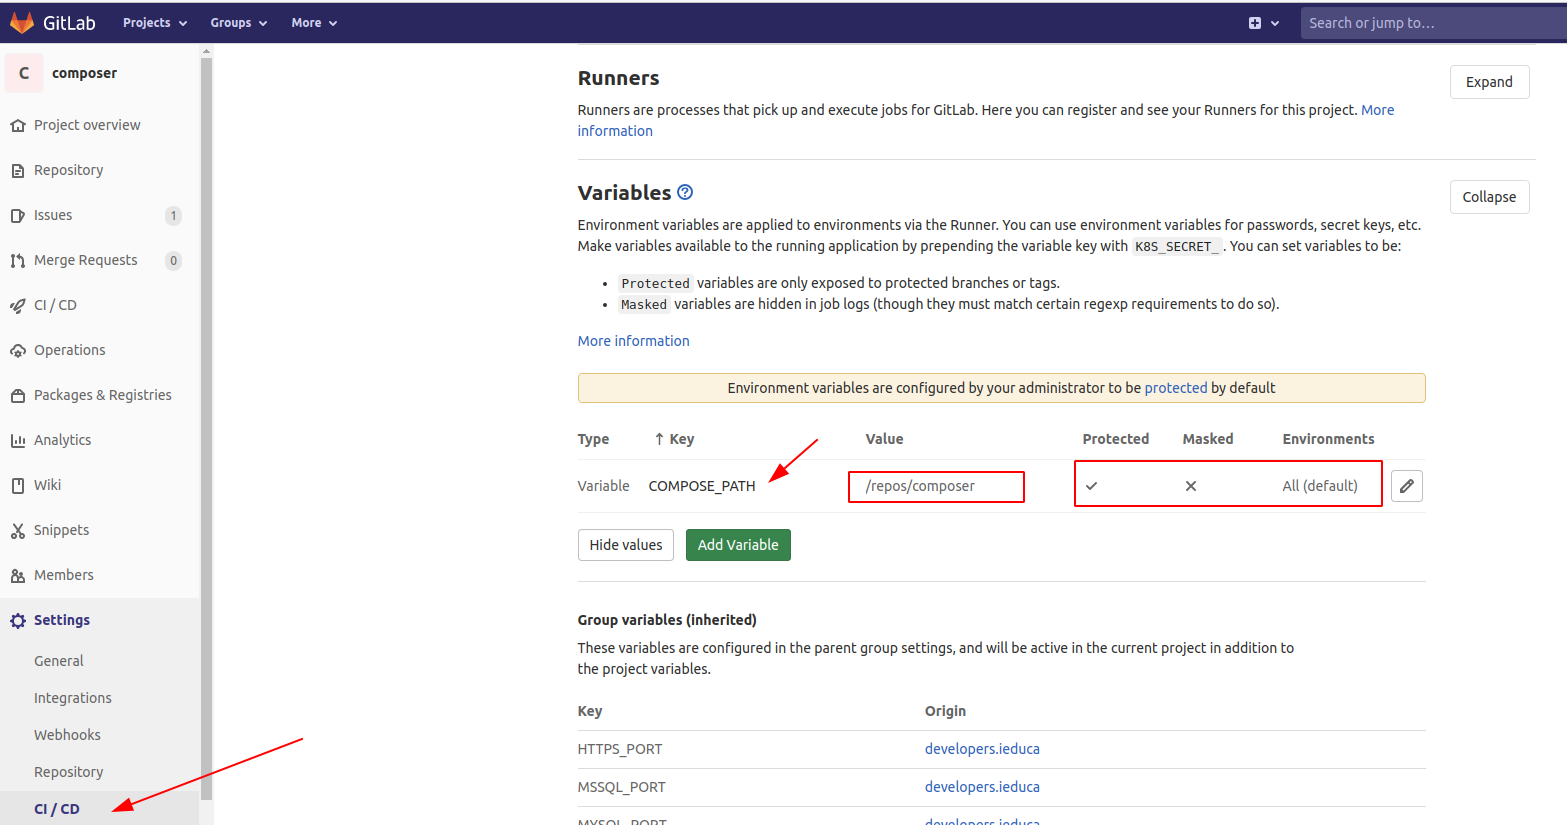 GitLab Projects Groups More Search or jump to…
C composer
Project overview
Repository
Issues 1
Merge Requests 0
CI / CD
Operations
Packages & Registries
Analytics
Wiki
Snippets
Members
Settings
General
Integrations
Webhooks
Repository
CI / CD
Runners
Expand
Runners are processes that pick up and execute jobs for GitLab. Here you can register and see your Runners for this project. More
information
Variables ?
Collapse
Environment variables are applied to environments via the Runner. You can use environment variables for passwords, secret keys, etc.
Make variables available to the running application by prepending the variable key with K8S_SECRET_. You can set variables to be:
• Protected variables are only exposed to protected branches or tags.
• Masked variables are hidden in job logs (though they must match certain regexp requirements to do so).
More information
Environment variables are configured by your administrator to be protected by default
Type ↑ Key Value Protected Masked Environments
Variable COMPOSE_PATH /repos/composer ✓ ✕ All (default)
Hide values Add Variable
Group variables (inherited)
These variables are configured in the parent group settings, and will be active in the current project in addition to
the project variables.
Key Origin
HTTPS_PORT developers.ieduca
MSSQL_PORT developers.ieduca
MYSQL_PORT developers.ieduca